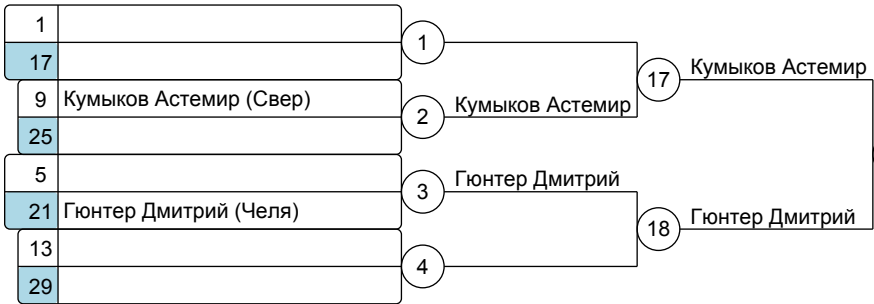 1
17
1
17
Кумыков Астемир
9 Кумыков Астемир (Свер)
25
2
Кумыков Астемир
5
21 Гюнтер Дмитрий (Челя)
3
Гюнтер Дмитрий
18
Гюнтер Дмитрий
13
29
4